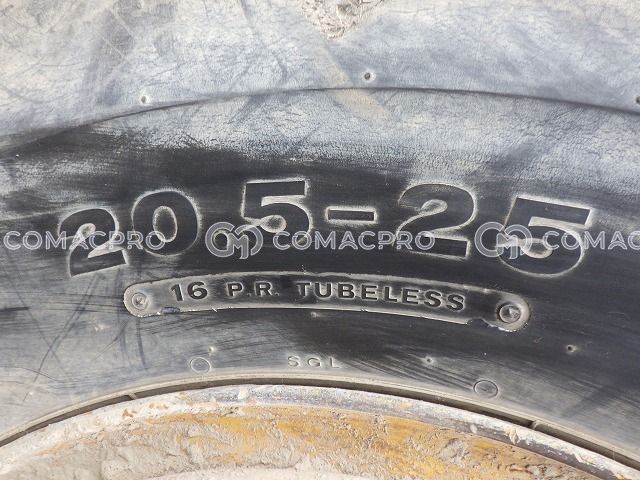 20.5-25
COMACPRO COMACPRO COMACPRO
16 P.R. TUBELESS
SGL